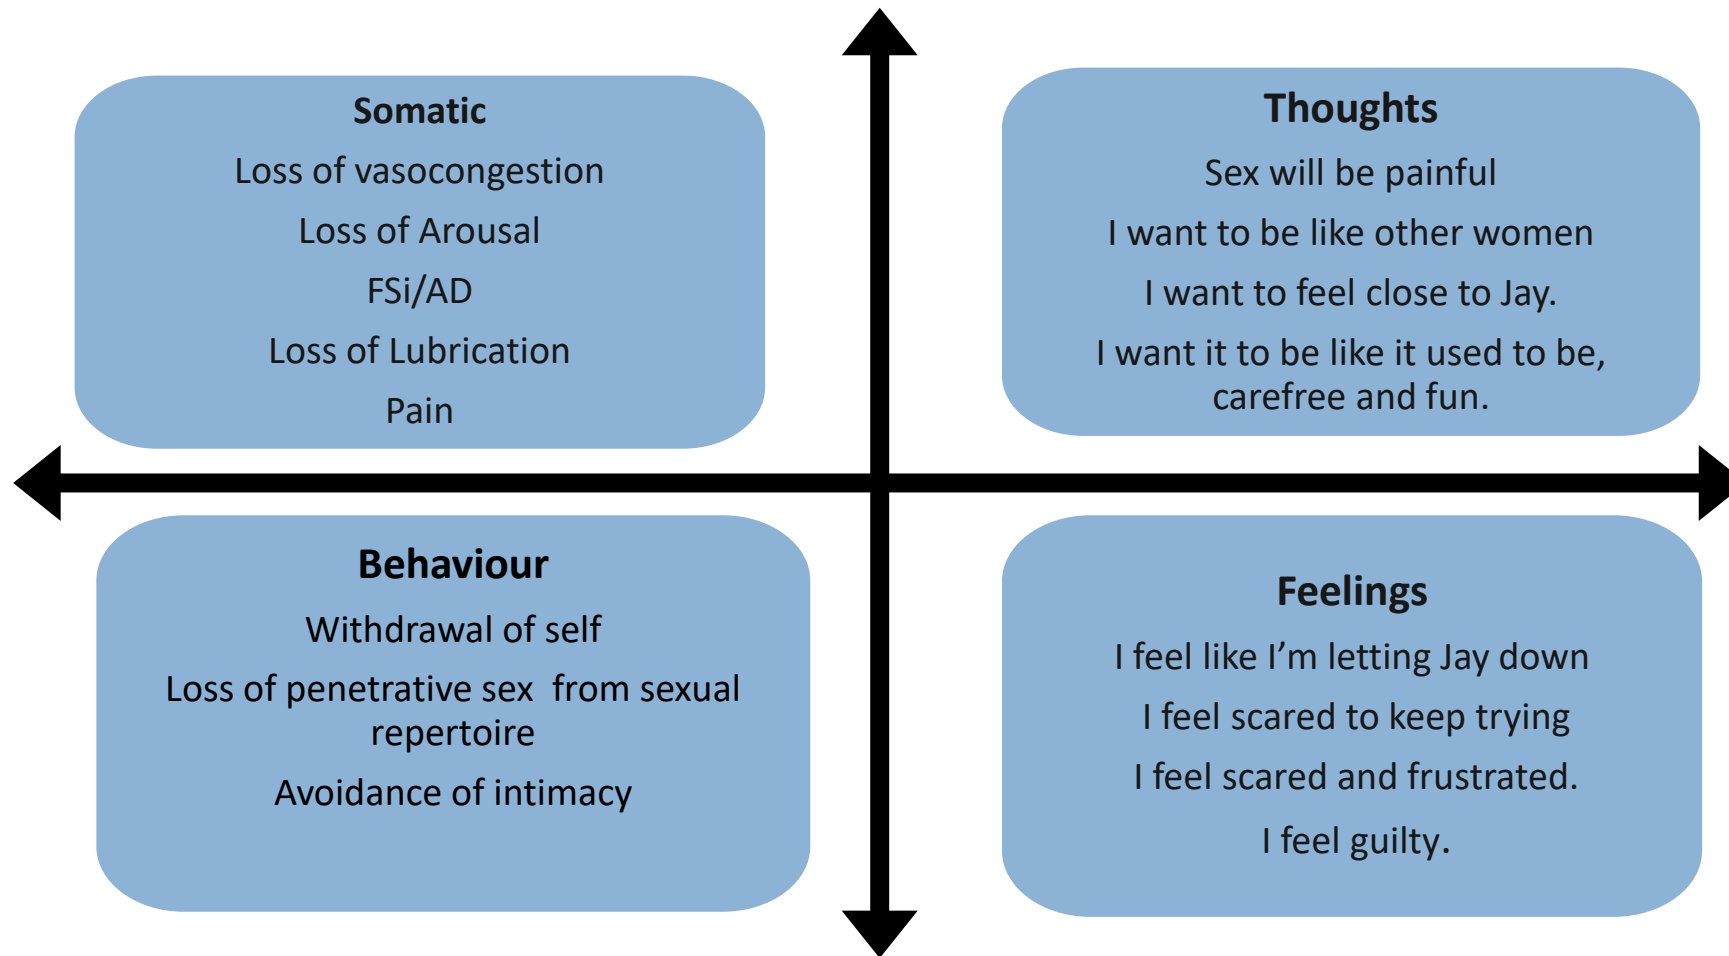 Somatic
Loss of vasocongestion
Loss of Arousal
FSi/AD
Loss of Lubrication
Pain
Thoughts
Sex will be painful
I want to be like other women
I want to feel close to Jay.
I want it to be like it used to be,
carefree and fun.
Behaviour
Withdrawal of self
Loss of penetrative sex  from sexual
repertoire
Avoidance of intimacy
Feelings
I feel like I’m letting Jay down
I feel scared to keep trying
I feel scared and frustrated.
I feel guilty.